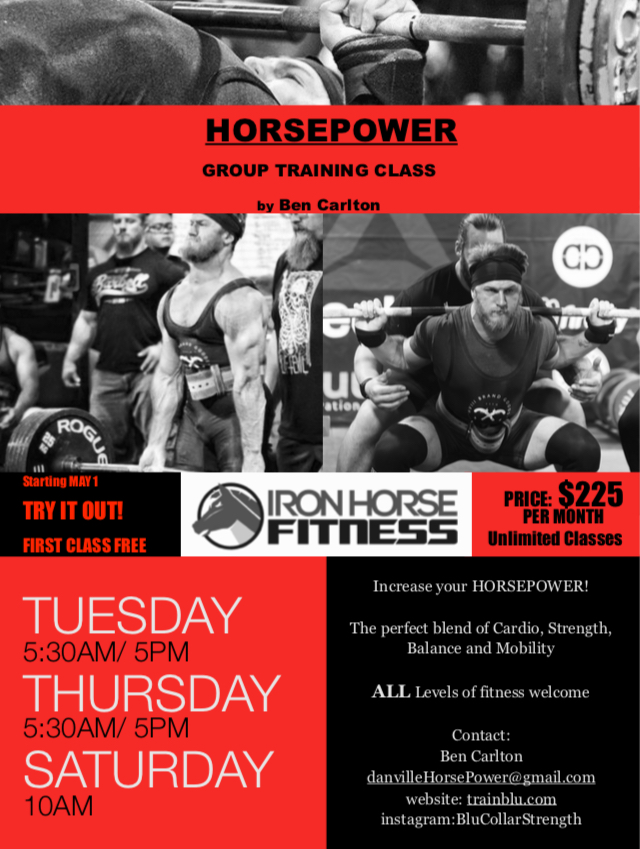 HORSEPOWER
GROUP TRAINING CLASS
by Ben Carlton
ROGUE
Starting MAY 1
TRY IT OUT!
FIRST CLASS FREE
IRON HORSE
FITNESS
PRICE: $225
PER MONTH
Unlimited Classes
TUESDAY
5:30AM/ 5PM
THURSDAY
5:30AM/ 5PM
SATURDAY
10AM
Increase your HORSEPOWER!
The perfect blend of Cardio, Strength,
Balance and Mobility
ALL Levels of fitness welcome
Contact:
Ben Carlton
danvilleHorsePower@gmail.com
website: trainblu.com
instagram:BluCollarStrength